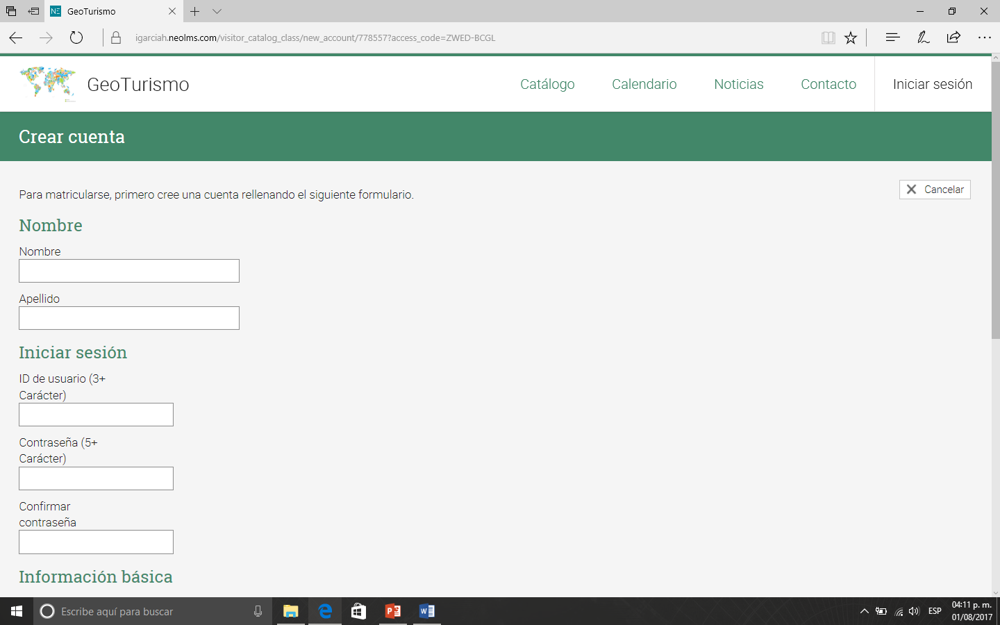 GeoTurismo
igarciah.neolms.com/visitor_catalog_class/new_account/778557?access_code=ZWED-BCGL
GeoTurismo
Catálogo
Calendario
Noticias
Contacto
Iniciar sesión
Crear cuenta
Para matricularse, primero cree una cuenta rellenando el siguiente formulario.
Cancelar
Nombre
Nombre
Apellido
Iniciar sesión
ID de usuario (3+
Carácter)
Contraseña (5+
Carácter)
Confirmar
contraseña
Información básica
Escribe aquí para buscar
ESP
04:11 p. m.
01/08/2017